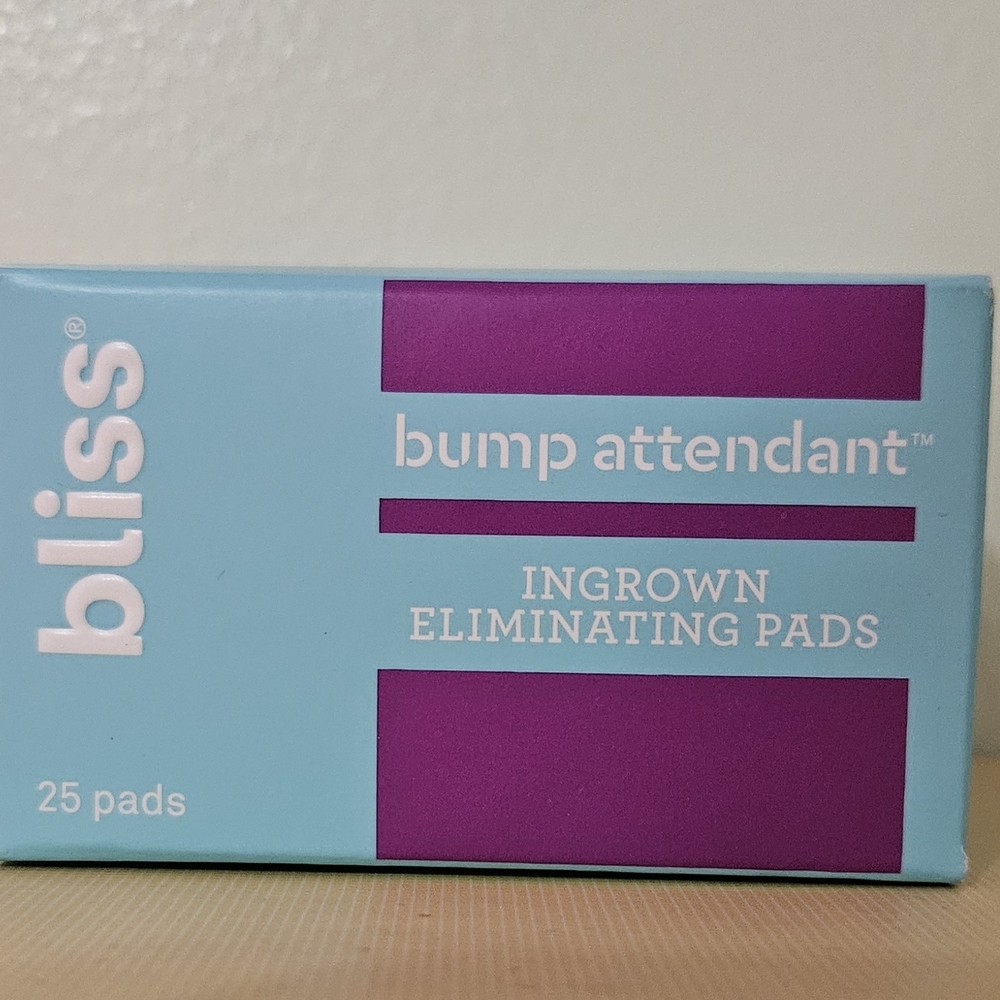 bliss®
bump attendant™
INGROWN
ELIMINATING PADS
25 pads